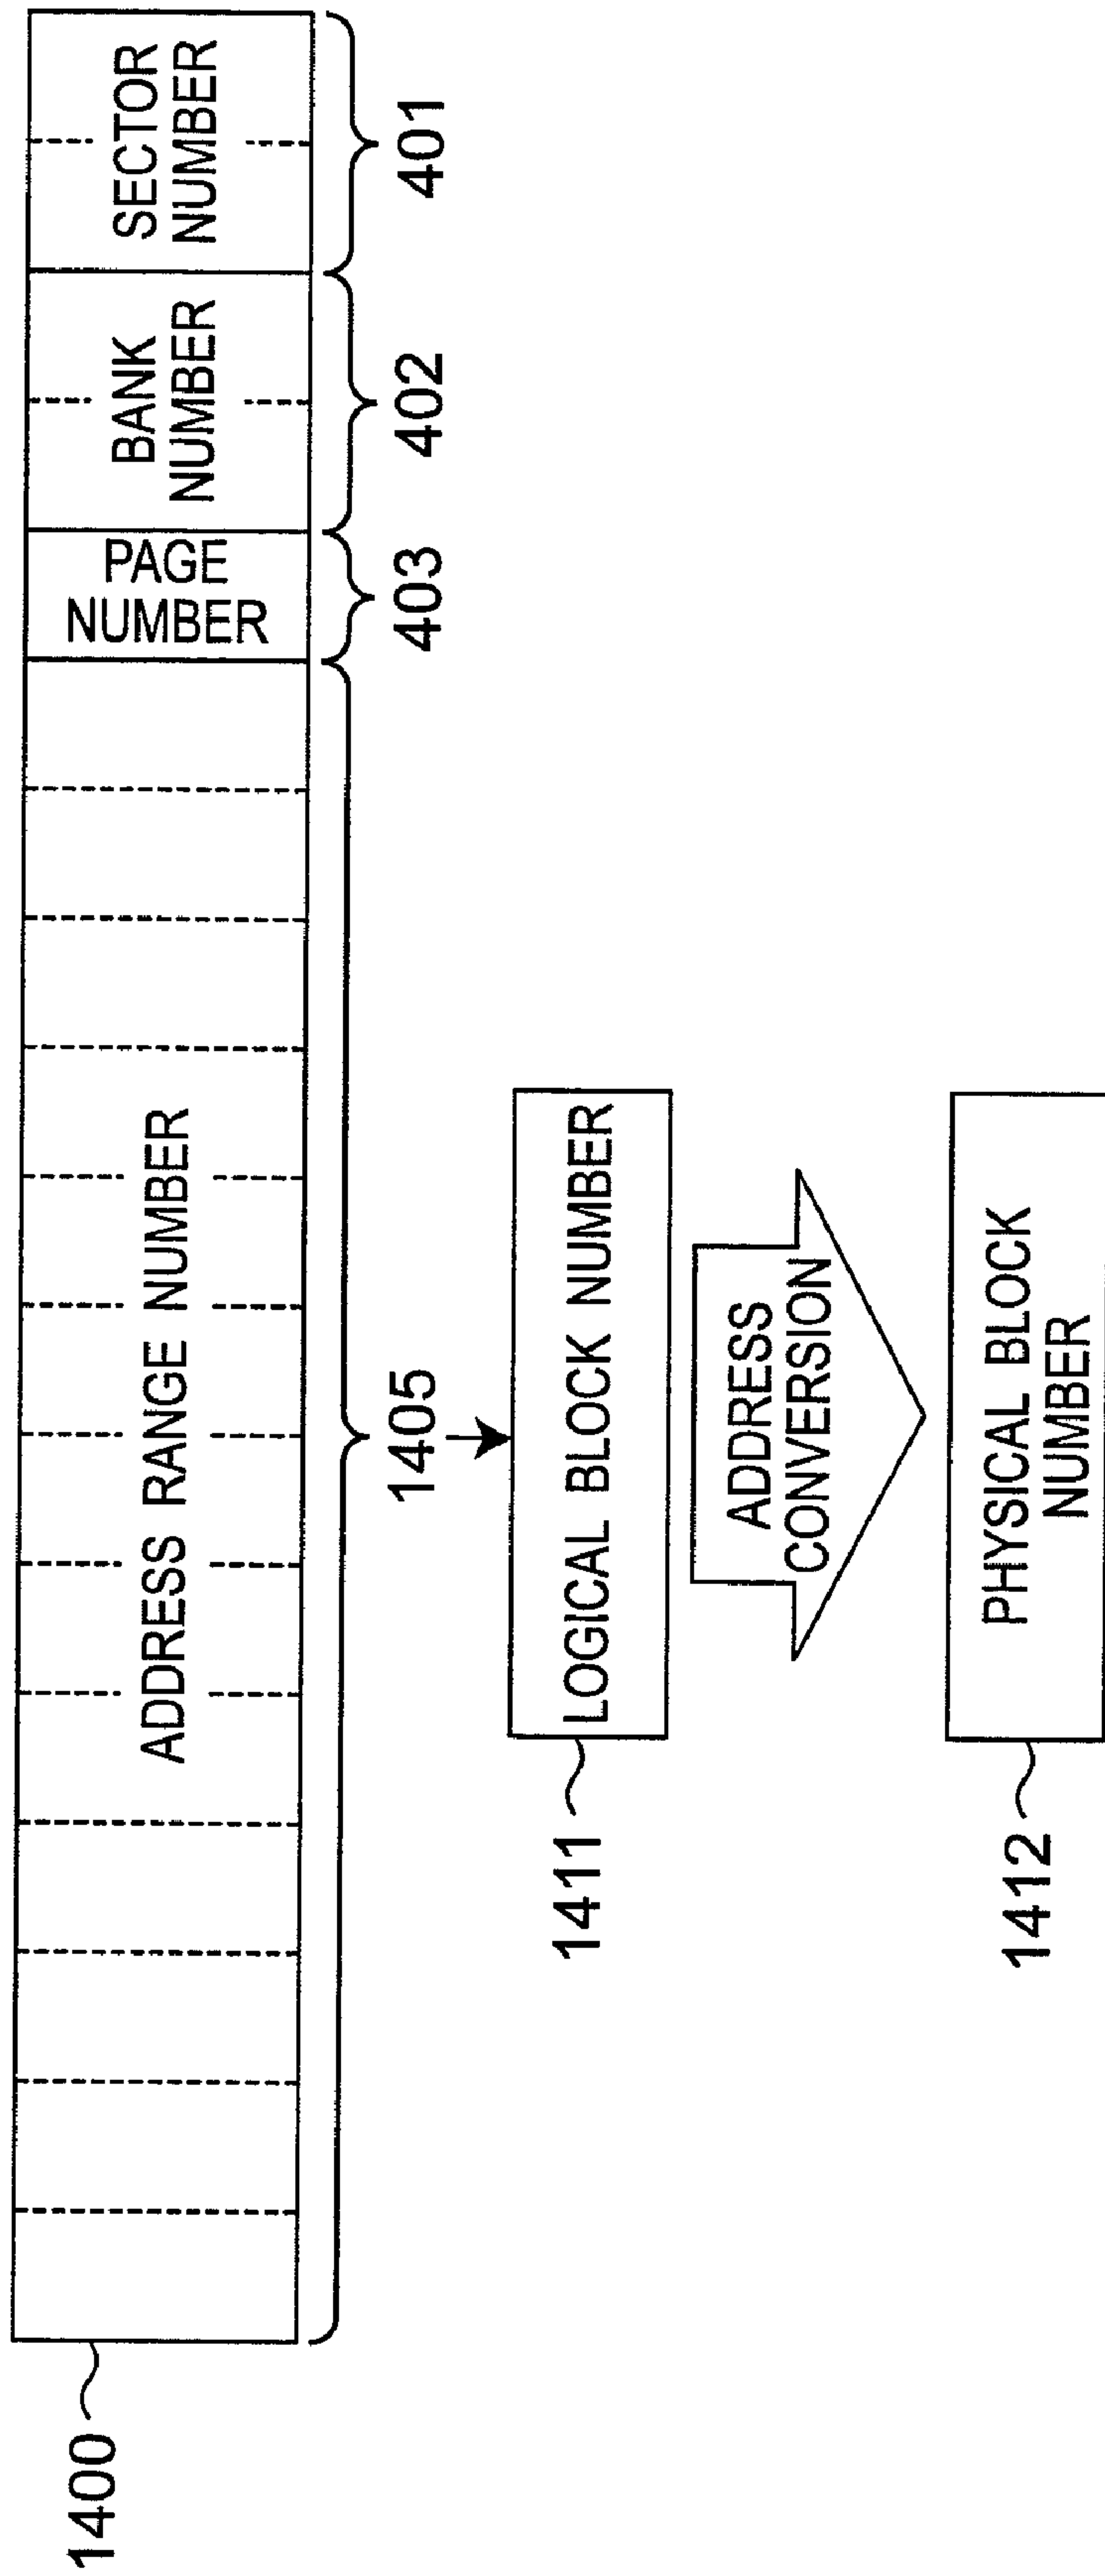 1400
ADDRESS RANGE NUMBER
PAGE
NUMBER
BANK
NUMBER
SECTOR
NUMBER
1405
403
402
401
1411
LOGICAL BLOCK NUMBER
ADDRESS
CONVERSION
1412
PHYSICAL BLOCK
NUMBER